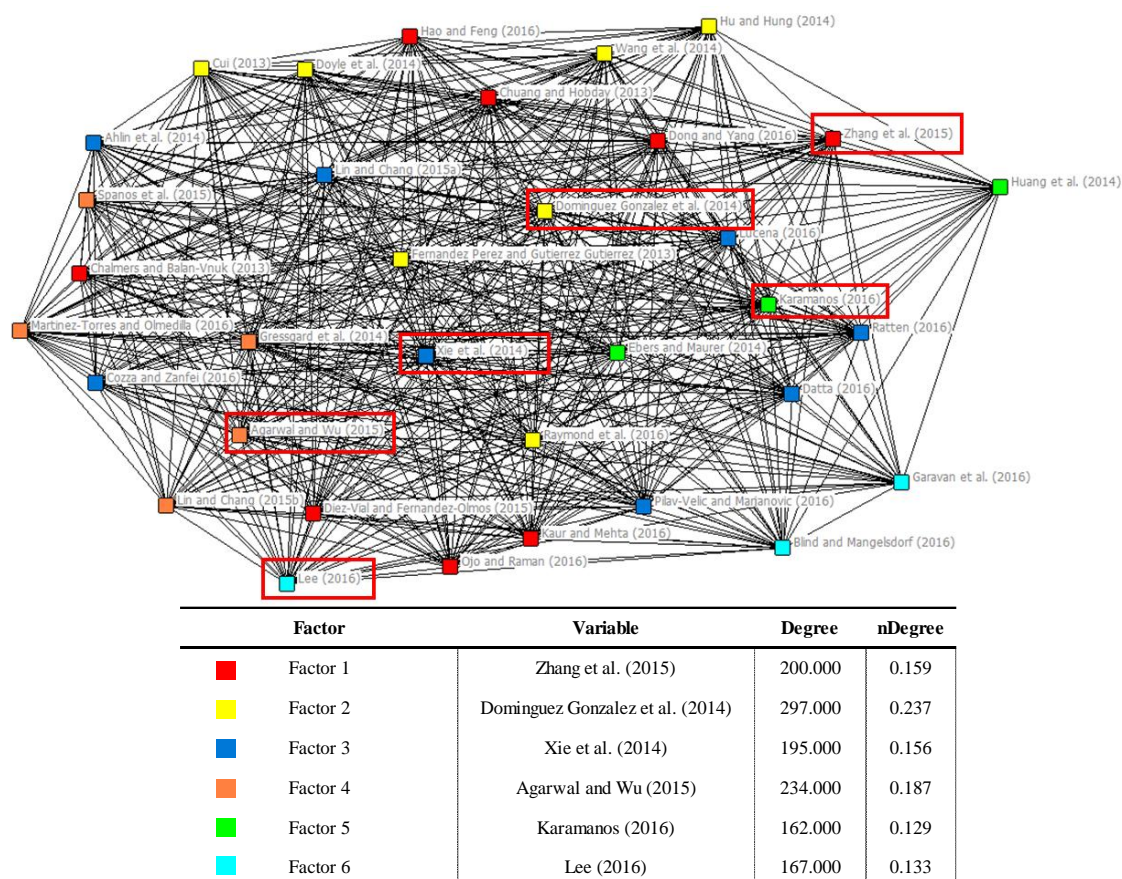 Hu and Hung (2014)
Hao and Feng (2016)
Wang et al. (2014)
Cui (2013)
Doyle et al. (2014)
Chuang and Hobday (2013)
Zhang et al. (2015)
Dong and Yang (2016)
Ahlin et al. (2014)
Lin and Chang (2015a)
Huang et al. (2014)
Spanos et al. (2015)
Dominguez Gonzalez et al. (2014)
Lucena (2016)
Fernandez Perez and Gutierrez Gutierrez (2013)
Chalmers and Balan-Vnuk (2013)
Karamanos (2016)
Martinez-Torres and Olmedilla (2016)
Ratten (2016)
Gressgard et al. (2014)
Ebers and Maurer (2014)
Xie et al. (2014)
Cozza and Zanfei (2016)
Datta (2016)
Agarwal and Wu (2015)
Raymond et al. (2016)
Garavan et al. (2016)
Lin and Chang (2015b)
Pilav-Velic and Marjanovic (2016)
Diez-Vial and Fernandez-Olmos (2015)
Kaur and Mehta (2016)
Blind and Mangelsdorf (2016)
Ojo and Raman (2016)
Lee (2016)
Factor Variable Degree nDegree
Factor 1 Zhang et al. (2015) 200.000 0.159
Factor 2 Dominguez Gonzalez et al. (2014) 297.000 0.237
Factor 3 Xie et al. (2014) 195.000 0.156
Factor 4 Agarwal and Wu (2015) 234.000 0.187
Factor 5 Karamanos (2016) 162.000 0.129
Factor 6 Lee (2016) 167.000 0.133